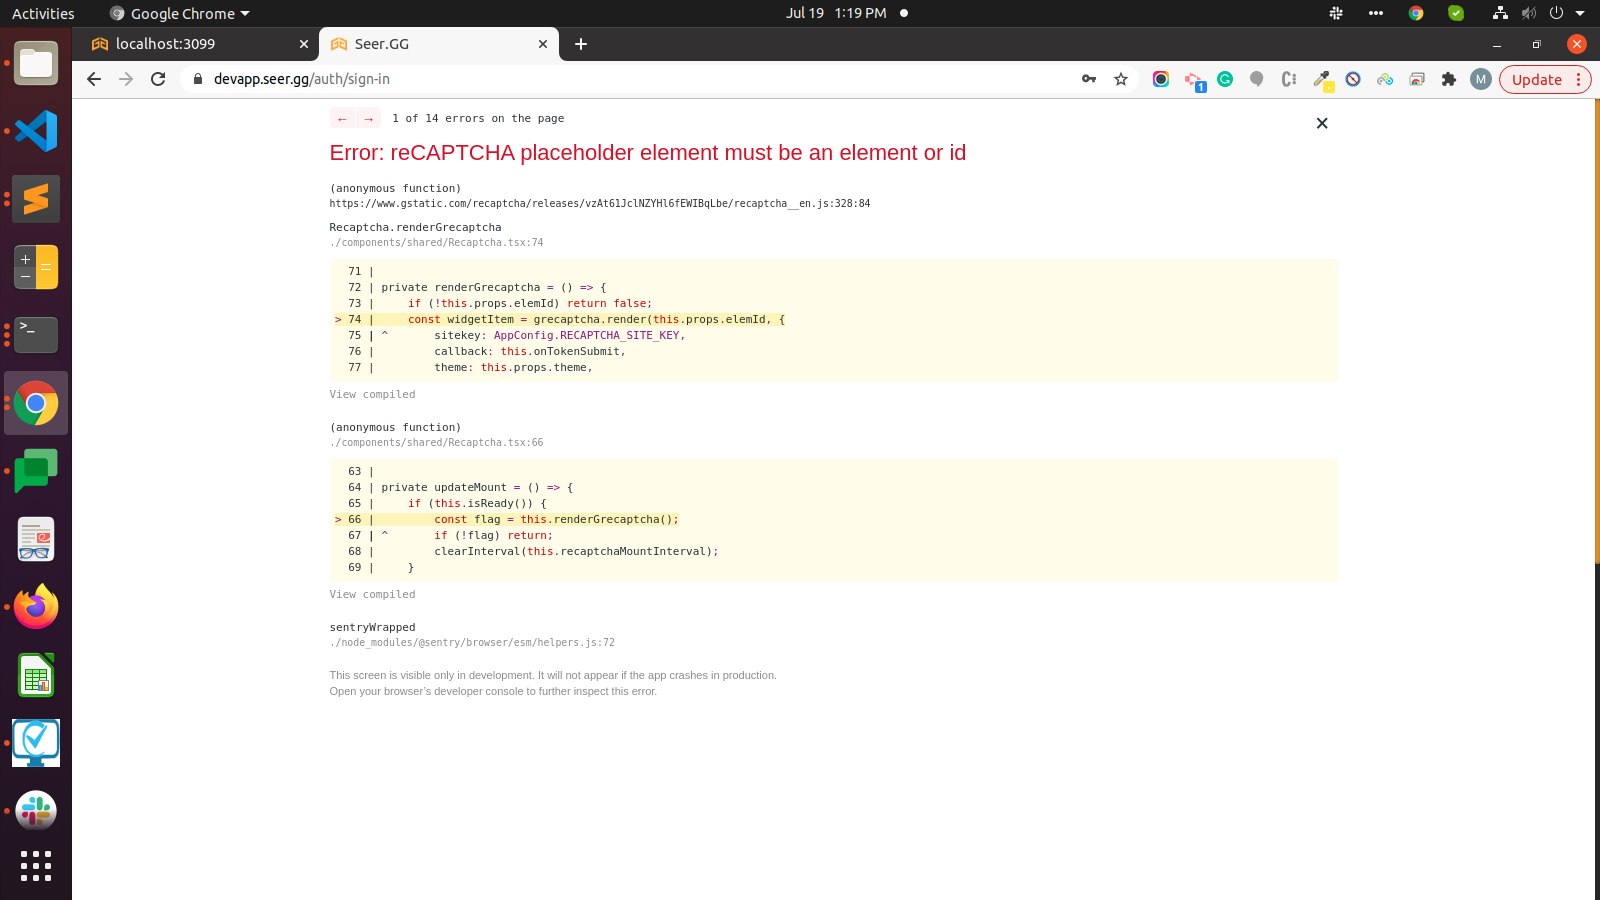 Activities
Google Chrome
Jul 19 1:19 PM
localhost:3099
Seer.GG
devapp.seer.gg/auth/sign-in
1
M
Update
← → 1 of 14 errors on the page
Error: reCAPTCHA placeholder element must be an element or id
(anonymous function)
https://www.gstatic.com/recaptcha/releases/vzAt61JclNZYHl6fEWIBqLbe/recaptcha__en.js:328:84
Recaptcha.renderGrecaptcha
./components/shared/Recaptcha.tsx:74
71 |
72 | private renderGrecaptcha = () => {
73 |     if (!this.props.elemId) return false;
> 74 |     const widgetItem = grecaptcha.render(this.props.elemId, {
75 | ^       sitekey: AppConfig.RECAPTCHA_SITE_KEY,
76 |         callback: this.onTokenSubmit,
77 |         theme: this.props.theme,
View compiled
(anonymous function)
./components/shared/Recaptcha.tsx:66
63 |
64 | private updateMount = () => {
65 |     if (this.isReady()) {
> 66 |         const flag = this.renderGrecaptcha();
67 | ^       if (!flag) return;
68 |         clearInterval(this.recaptchaMountInterval);
69 |     }
View compiled
sentryWrapped
./node_modules/@sentry/browser/esm/helpers.js:72
This screen is visible only in development. It will not appear if the app crashes in production.
Open your browser’s developer console to further inspect this error.